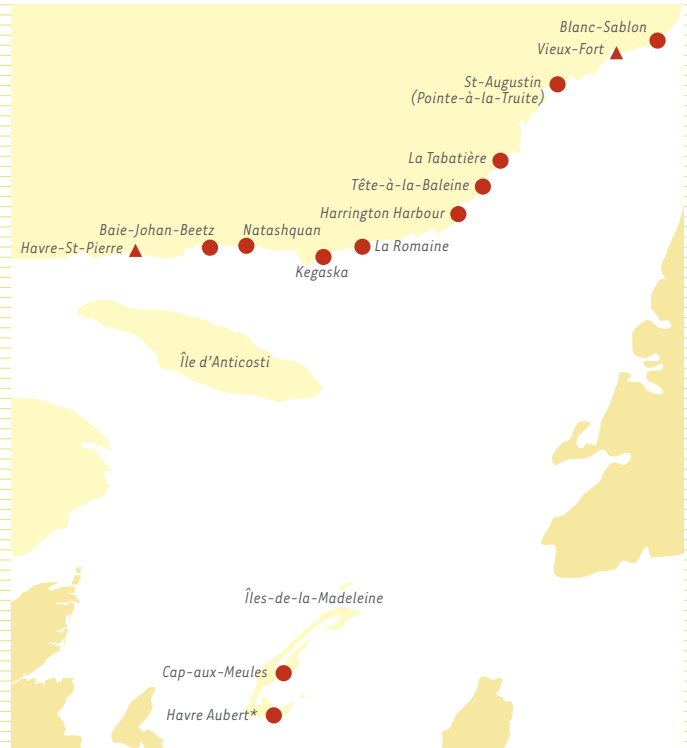 Blanc-Sablon
Vieux-Fort
St-Augustin
(Pointe-à-la-Truite)
La Tabatière
Tête-à-la-Baleine
Harrington Harbour
Baie-Johan-Beetz
Natashquan
Havre-St-Pierre
La Romaine
Kegaska
Île d'Anticosti
Îles-de-la-Madeleine
Cap-aux-Meules
Havre Aubert*